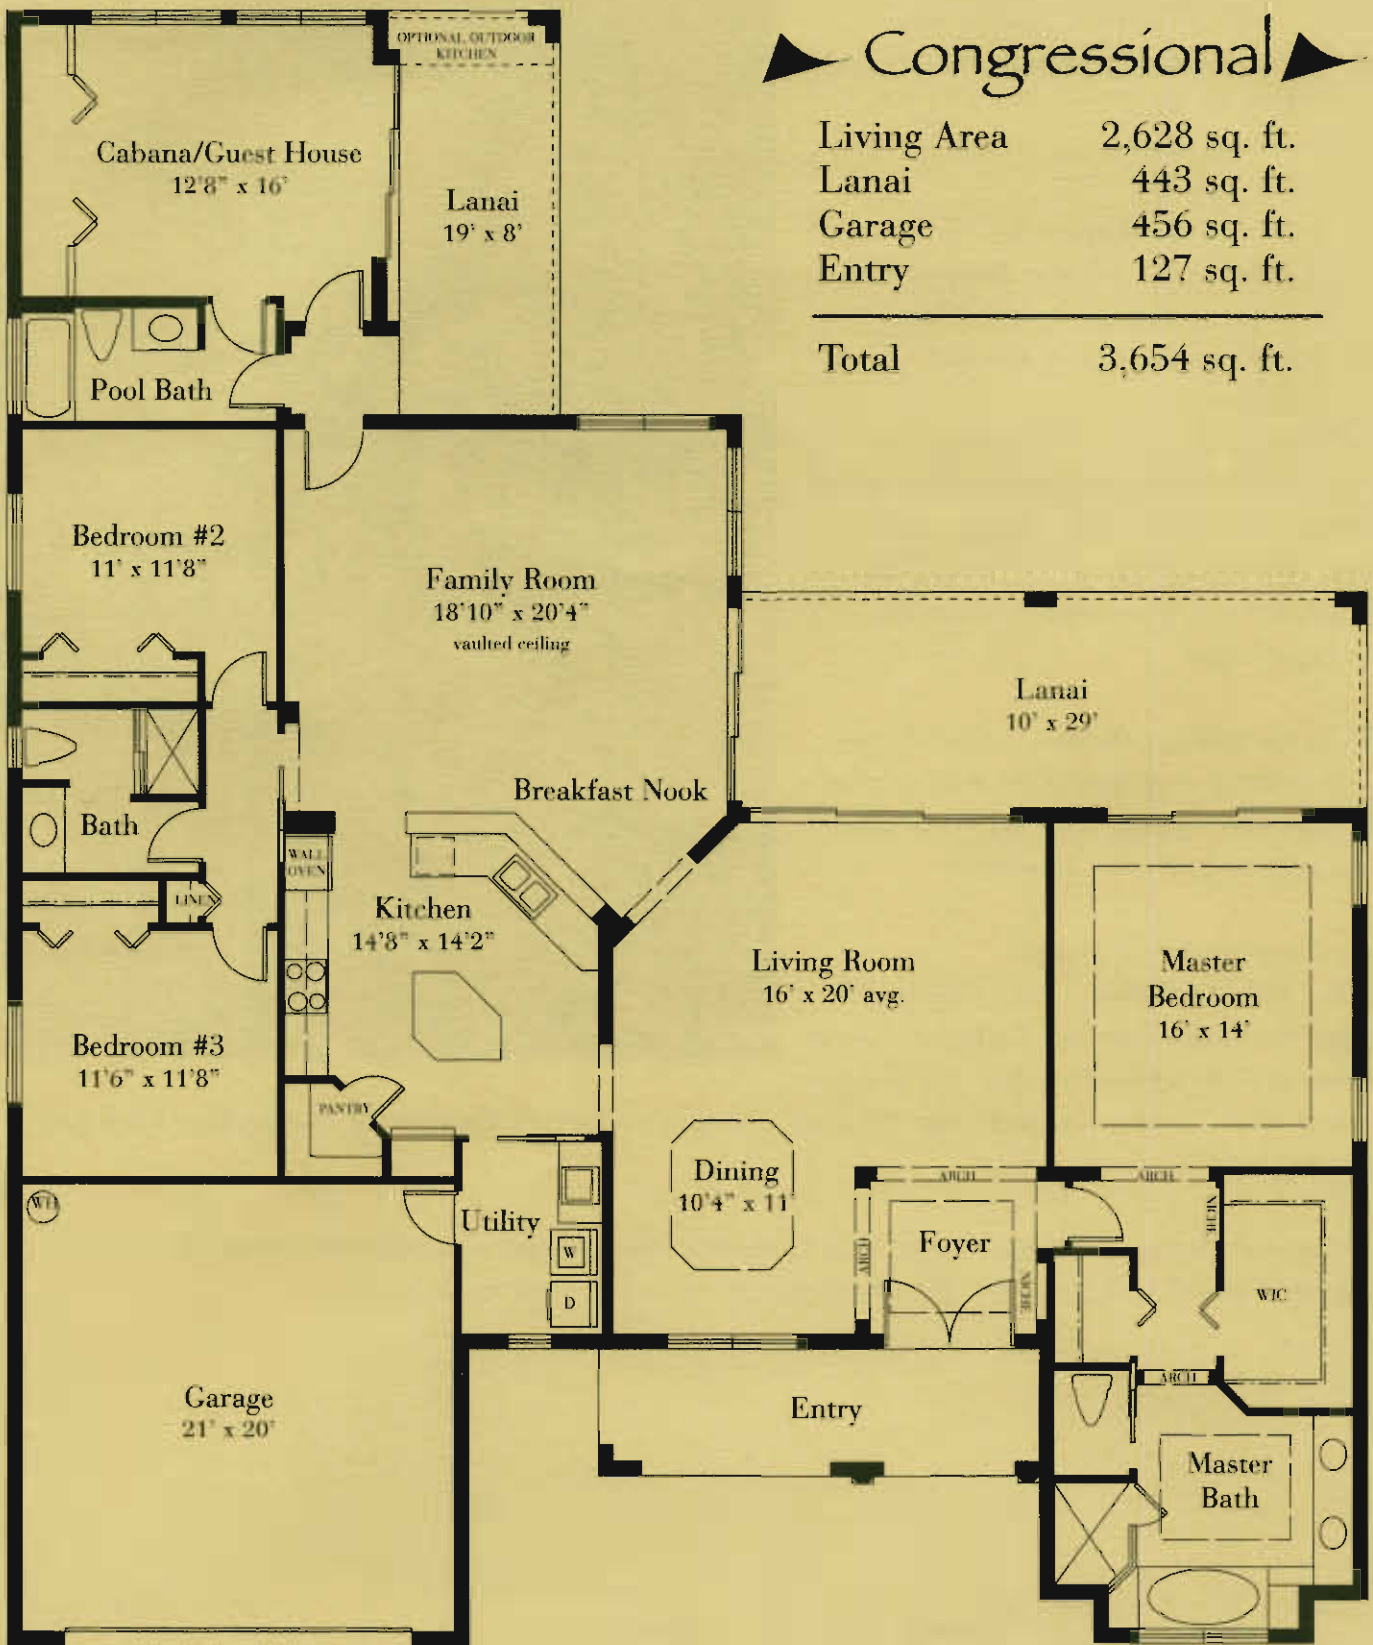 Congressional
Living Area 2,628 sq. ft.
Lanai 443 sq. ft.
Garage 456 sq. ft.
Entry 127 sq. ft.
Total 3,654 sq. ft.
OPTIONAL OUTDOOR
KITCHEN
Cabana/Guest House
12'8" x 16'
Lanai
19' x 8'
Pool Bath
Bedroom #2
11' x 11'8"
Family Room
18'10" x 20'4"
vaulted ceiling
Lanai
10' x 29'
Breakfast Nook
Bath
WALL
OVEN
LINEN
Kitchen
14'8" x 14'2"
Living Room
16' x 20' avg.
Master
Bedroom
16' x 14'
Bedroom #3
11'6" x 11'8"
PANTRY
Dining
10'4" x 11'
ARCH
ARCH
ARCH
NICHE
NICHE
Foyer
WH
Utility
W
D
WIC
ARCH
Garage
21' x 20'
Entry
Master
Bath